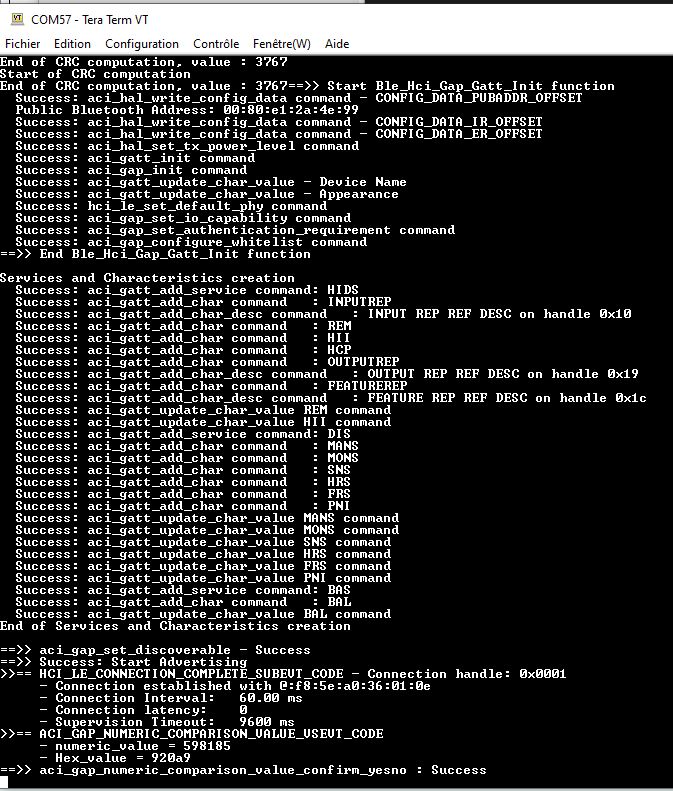 COM57 - Tera Term VT
Fichier Edition Configuration Contrôle Fenêtre(W) Aide
End of CRC computation, value : 3767
Start of CRC computation
End of CRC computation, value : 3767==>> Start Ble_Hci_Gap_Gatt_Init function
Success: aci_hal_write_config_data command - CONFIG_DATA_PUBADDR_OFFSET
Public Bluetooth Address: 00:80:e1:2a:4e:99
Success: aci_hal_write_config_data command - CONFIG_DATA_IR_OFFSET
Success: aci_hal_write_config_data command - CONFIG_DATA_ER_OFFSET
Success: aci_hal_set_tx_power_level command
Success: aci_gatt_init command
Success: aci_gap_init command
Success: aci_gatt_update_char_value - Device Name
Success: aci_gatt_update_char_value - Appearance
Success: hci_le_set_default_phy command
Success: aci_gap_set_io_capability command
Success: aci_gap_set_authentication_requirement command
Success: aci_gap_configure_whitelist command
==>> End Ble_Hci_Gap_Gatt_Init function
Services and Characteristics creation
Success: aci_gatt_add_service command: HIDS
Success: aci_gatt_add_char command : INPUTREP
Success: aci_gatt_add_char_desc command : INPUT REP REF DESC on handle 0x10
Success: aci_gatt_add_char command : REM
Success: aci_gatt_add_char command : HII
Success: aci_gatt_add_char command : HCP
Success: aci_gatt_add_char command : OUTPUTREP
Success: aci_gatt_add_char_desc command : OUTPUT REP REF DESC on handle 0x19
Success: aci_gatt_add_char command : FEATUREREP
Success: aci_gatt_add_char_desc command : FEATURE REP REF DESC on handle 0x1c
Success: aci_gatt_update_char_value REM command
Success: aci_gatt_update_char_value HII command
Success: aci_gatt_add_service command: DIS
Success: aci_gatt_add_char command : MANS
Success: aci_gatt_add_char command : MONS
Success: aci_gatt_add_char command : SNS
Success: aci_gatt_add_char command : HRS
Success: aci_gatt_add_char command : FRS
Success: aci_gatt_add_char command : PNI
Success: aci_gatt_update_char_value MANS command
Success: aci_gatt_update_char_value MONS command
Success: aci_gatt_update_char_value SNS command
Success: aci_gatt_update_char_value HRS command
Success: aci_gatt_update_char_value FRS command
Success: aci_gatt_update_char_value PNI command
Success: aci_gatt_add_service command: BAS
Success: aci_gatt_add_char command : BAL
Success: aci_gatt_update_char_value BAL command
End of Services and Characteristics creation
==>> aci_gap_set_discoverable - Success
==>> Success: Start Advertising
>>== HCI_LE_CONNECTION_COMPLETE_SUBEVT_CODE - Connection handle: 0x0001
- Connection established with @:f8:5e:a0:36:01:0e
- Connection Interval: 60.00 ms
- Connection latency: 0
- Supervision Timeout: 9600 ms
>>== ACI_GAP_NUMERIC_COMPARISON_VALUE_VSEVT_CODE
- numeric_value = 598185
- Hex_value = 920a9
==>> aci_gap_numeric_comparison_value_confirm_yesno : Success